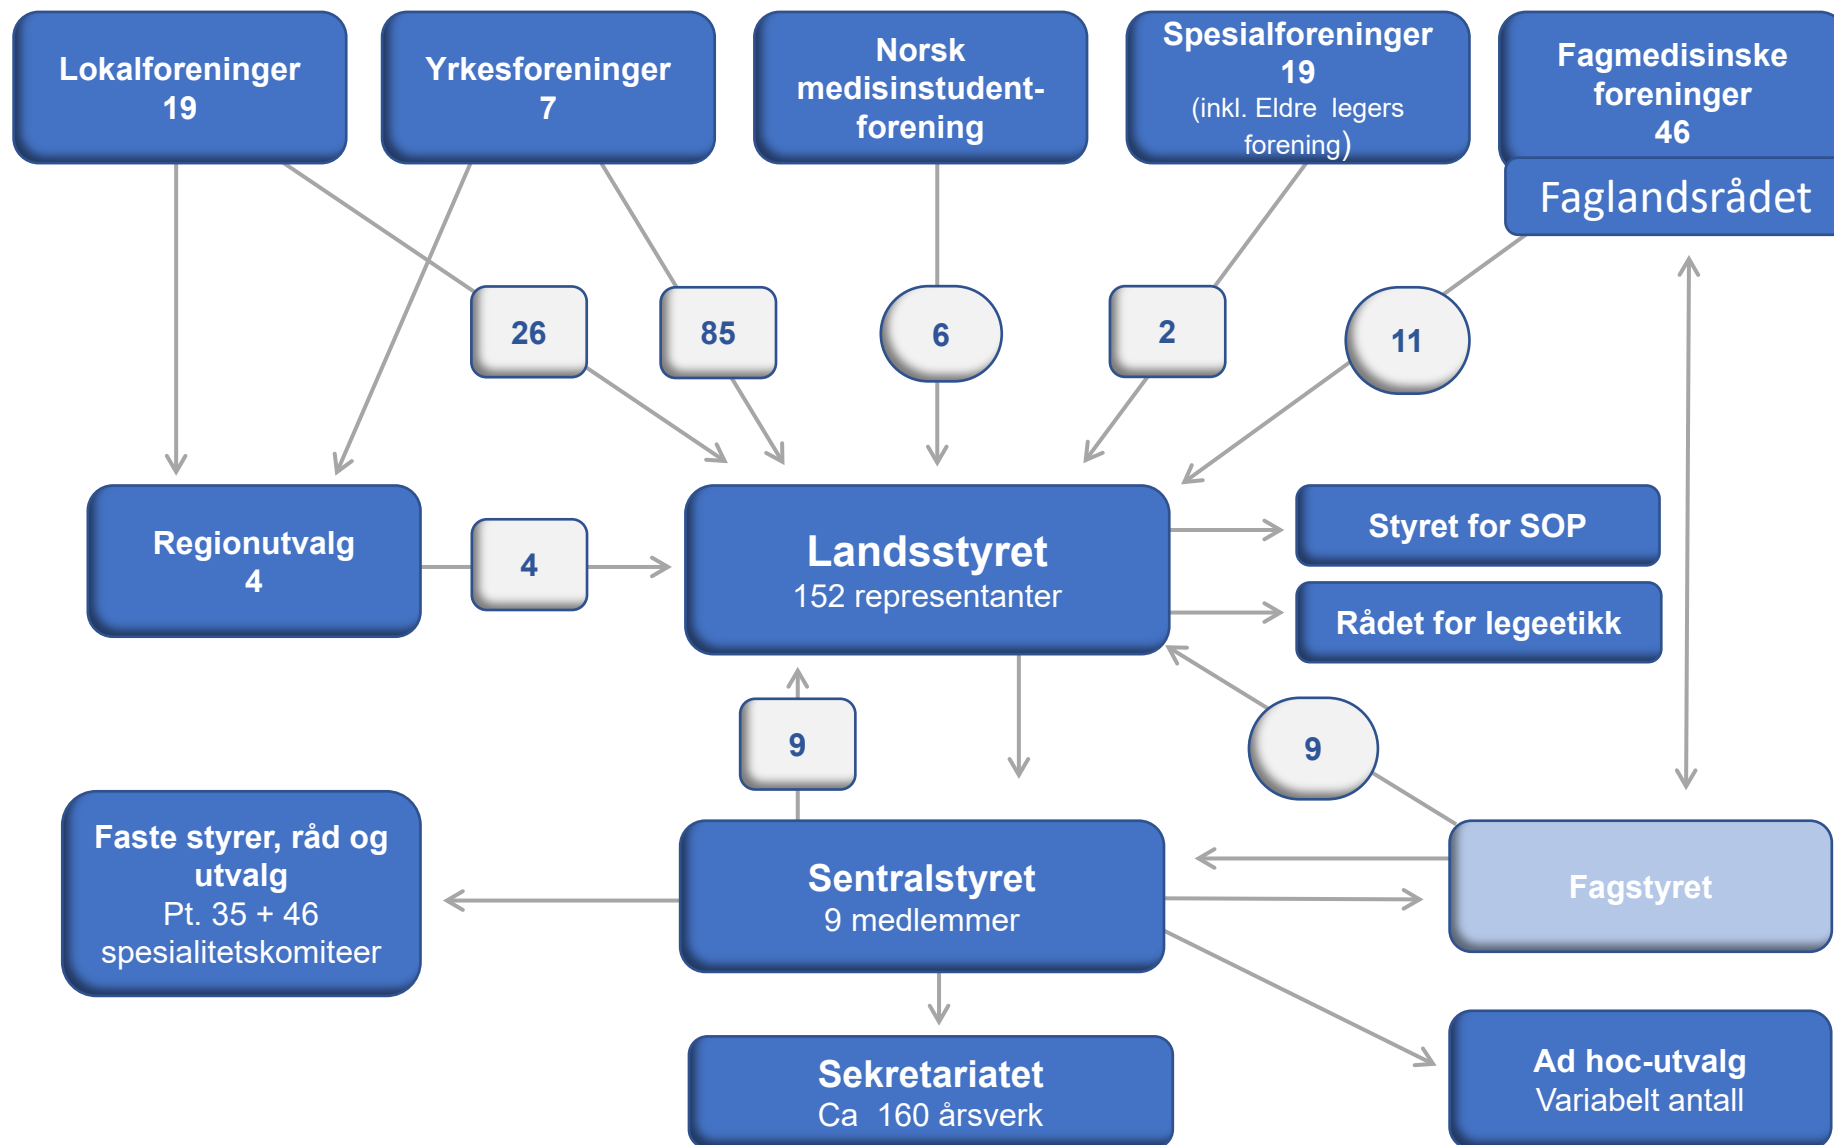 Lokalforeninger
19
Yrkesforeninger
7
Norsk
medisinstudent-
forening
Spesialforeninger
19
(inkl. Eldre  legers
forening)
Fagmedisinske
foreninger
46
Faglandsrådet
26
85
6
2
11
Regionutvalg
4
4
Landsstyret
152 representanter
Styret for SOP
Rådet for legeetikk
9
9
Faste styrer, råd og
utvalg
Pt. 35 + 46
spesialitetskomiteer
Sentralstyret
9 medlemmer
Fagstyret
Sekretariatet
Ca  160 årsverk
Ad hoc-utvalg
Variabelt antall